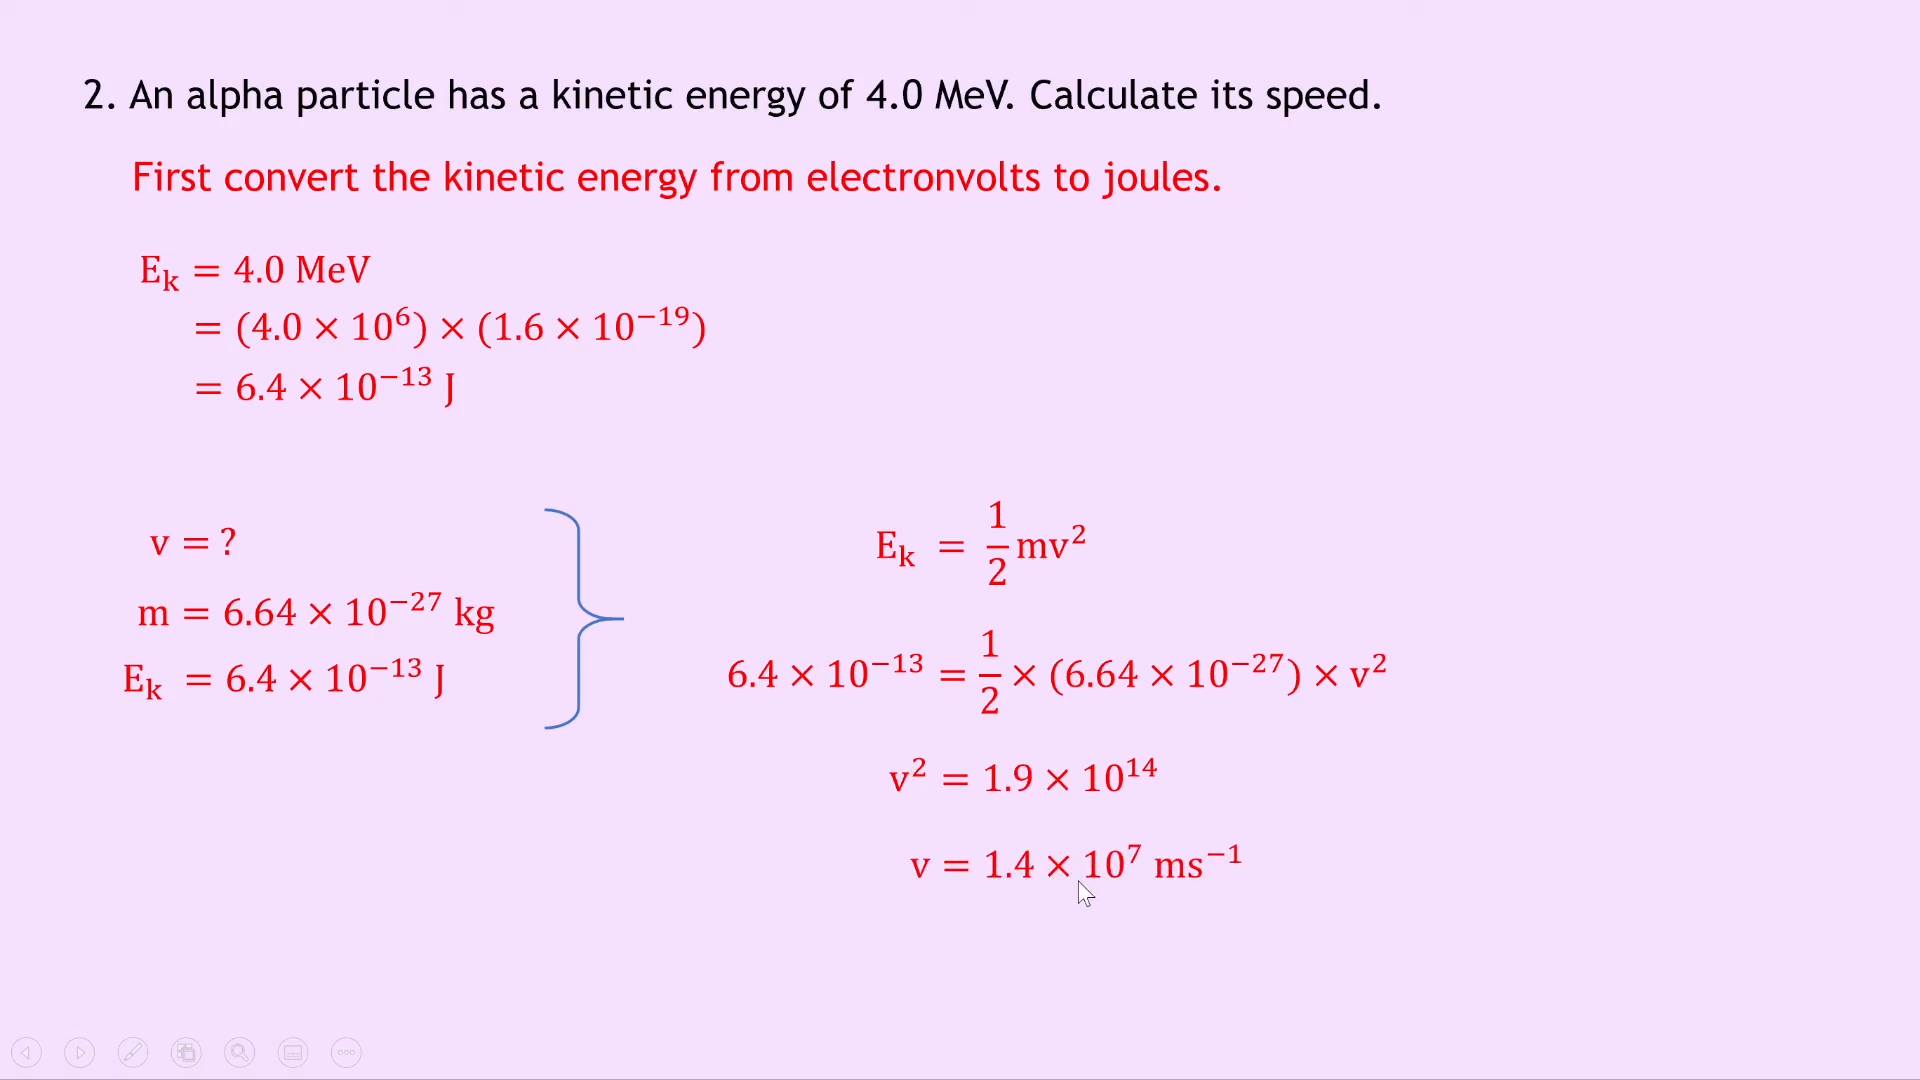 2. An alpha particle has a kinetic energy of 4.0 MeV. Calculate its speed.
First convert the kinetic energy from electronvolts to joules.
Eₖ = 4.0 MeV
= (4.0 × 10⁶) × (1.6 × 10⁻¹⁹)
= 6.4 × 10⁻¹³ J
v = ?
m = 6.64 × 10⁻²⁷ kg
Eₖ = 6.4 × 10⁻¹³ J
Eₖ = 1/2 mv²
6.4 × 10⁻¹³ = 1/2 × (6.64 × 10⁻²⁷) × v²
v² = 1.9 × 10¹⁴
v = 1.4 × 10⁷ ms⁻¹